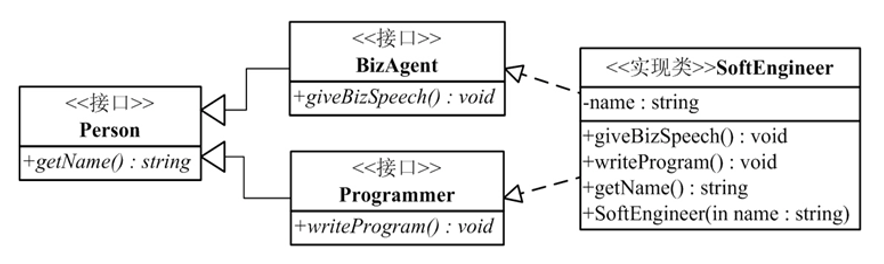 <<接口>>
Person
+getName() : string
<<接口>>
BizAgent
+giveBizSpeech() : void
<<接口>>
Programmer
+writeProgram() : void
<<实现类>>SoftEngineer
-name : string
+giveBizSpeech() : void
+writeProgram() : void
+getName() : string
+SoftEngineer(in name : string)